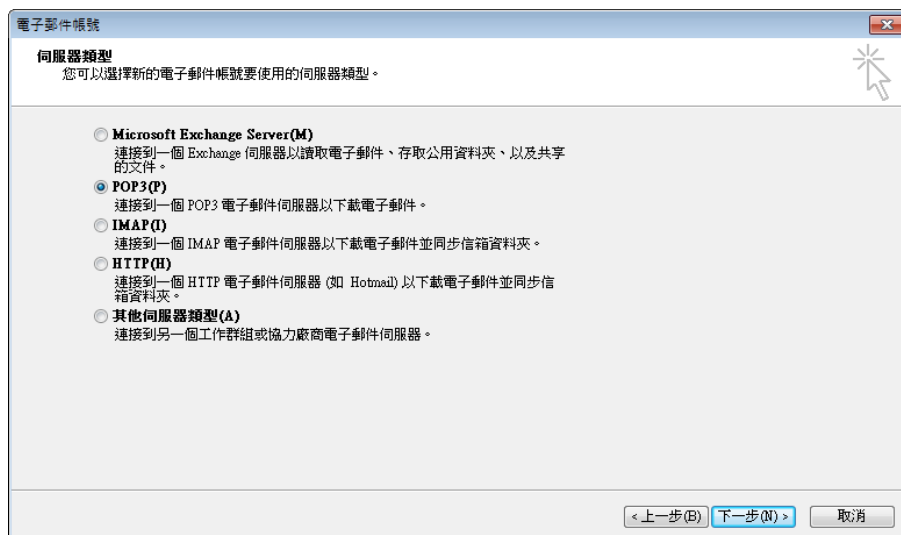 電子郵件帳號
伺服器類型
您可以選擇新的電子郵件帳號要使用的伺服器類型。
Microsoft Exchange Server(M)
連接到一個 Exchange 伺服器以讀取電子郵件、存取公用資料夾、以及共享
的文件。
POP3(P)
連接到一個 POP3 電子郵件伺服器以下載電子郵件。
IMAP(I)
連接到一個 IMAP 電子郵件伺服器以下載電子郵件並同步信箱資料夾。
HTTP(H)
連接到一個 HTTP 電子郵件伺服器 (如 Hotmail) 以下載電子郵件並同步信
箱資料夾。
其他伺服器類型(A)
連接到另一個工作群組或協力廠商電子郵件伺服器。
<上一步(B) 下一步(N)> 取消